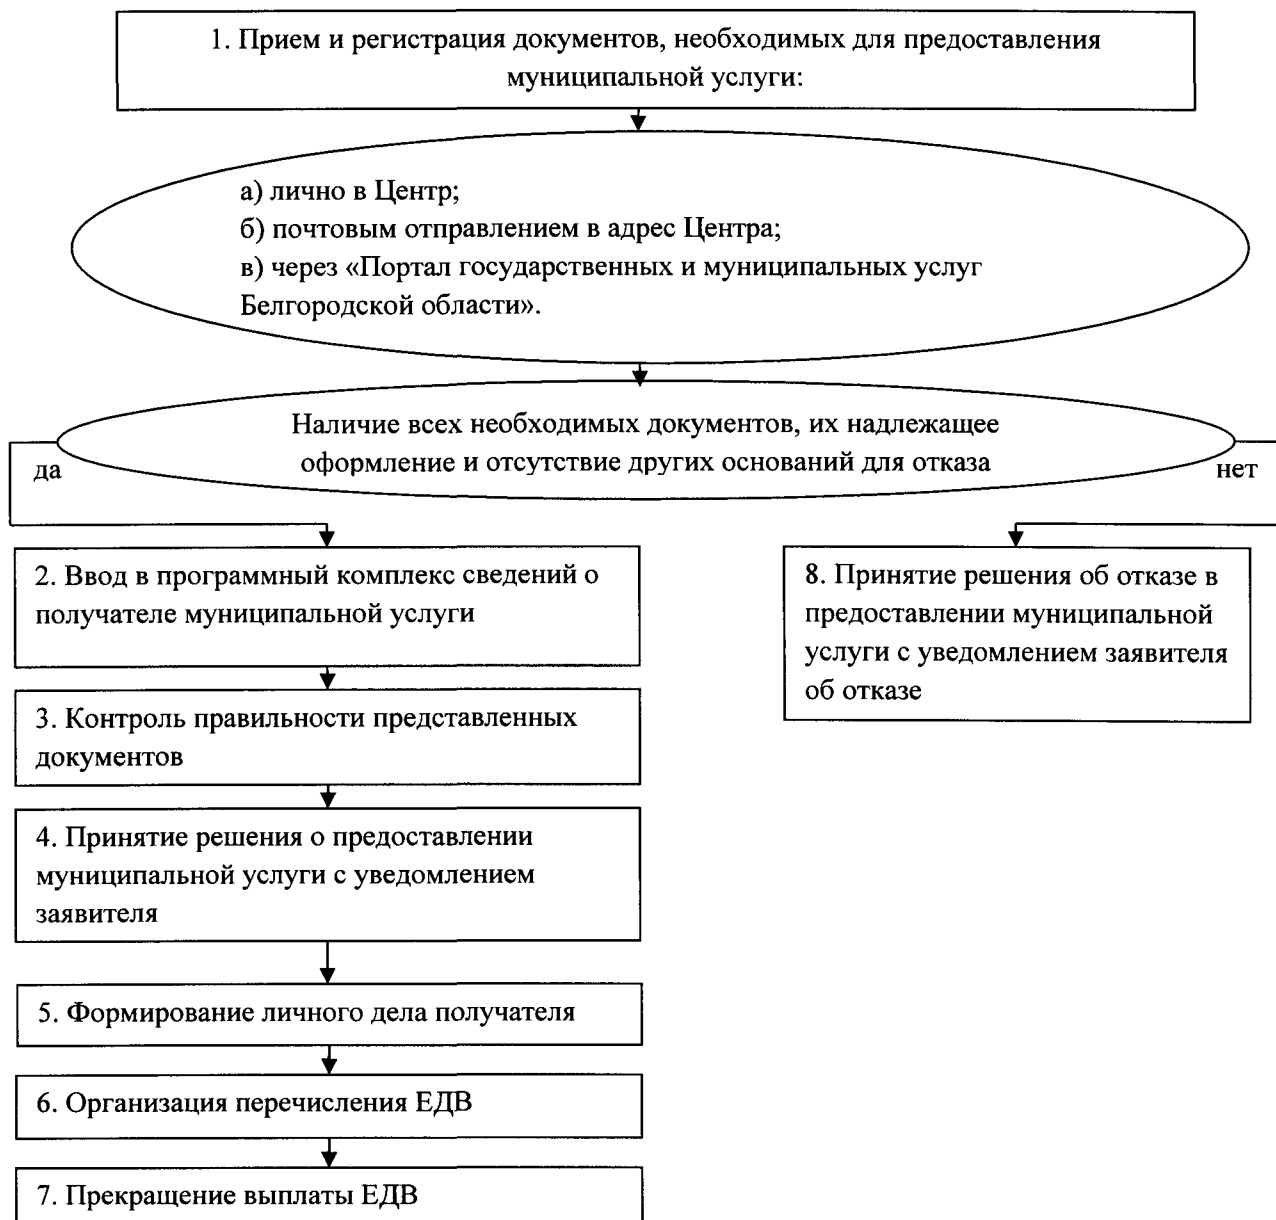 1. Прием и регистрация документов, необходимых для предоставления
муниципальной услуги:
а) лично в Центр;
б) почтовым отправлением в адрес Центра;
в) через «Портал государственных и муниципальных услуг
Белгородской области».
Наличие всех необходимых документов, их надлежащее
оформление и отсутствие других оснований для отказа
да
нет
2. Ввод в программный комплекс сведений о
получателе муниципальной услуги
3. Контроль правильности представленных
документов
4. Принятие решения о предоставлении
муниципальной услуги с уведомлением
заявителя
5. Формирование личного дела получателя
6. Организация перечисления ЕДВ
7. Прекращение выплаты ЕДВ
8. Принятие решения об отказе в
предоставлении муниципальной
услуги с уведомлением заявителя
об отказе